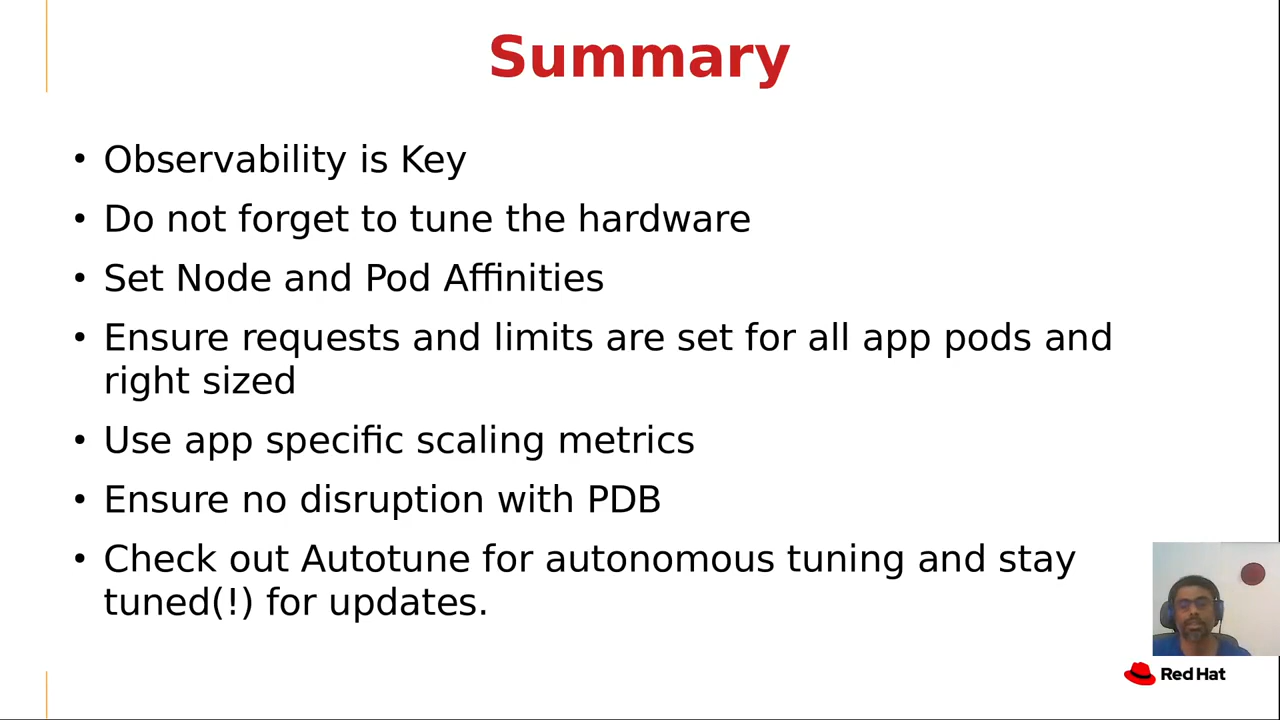 Summary
• Observability is Key
• Do not forget to tune the hardware
• Set Node and Pod Affinities
• Ensure requests and limits are set for all app pods and
right sized
• Use app specific scaling metrics
• Ensure no disruption with PDB
• Check out Autotune for autonomous tuning and stay
tuned(!) for updates.
Red Hat